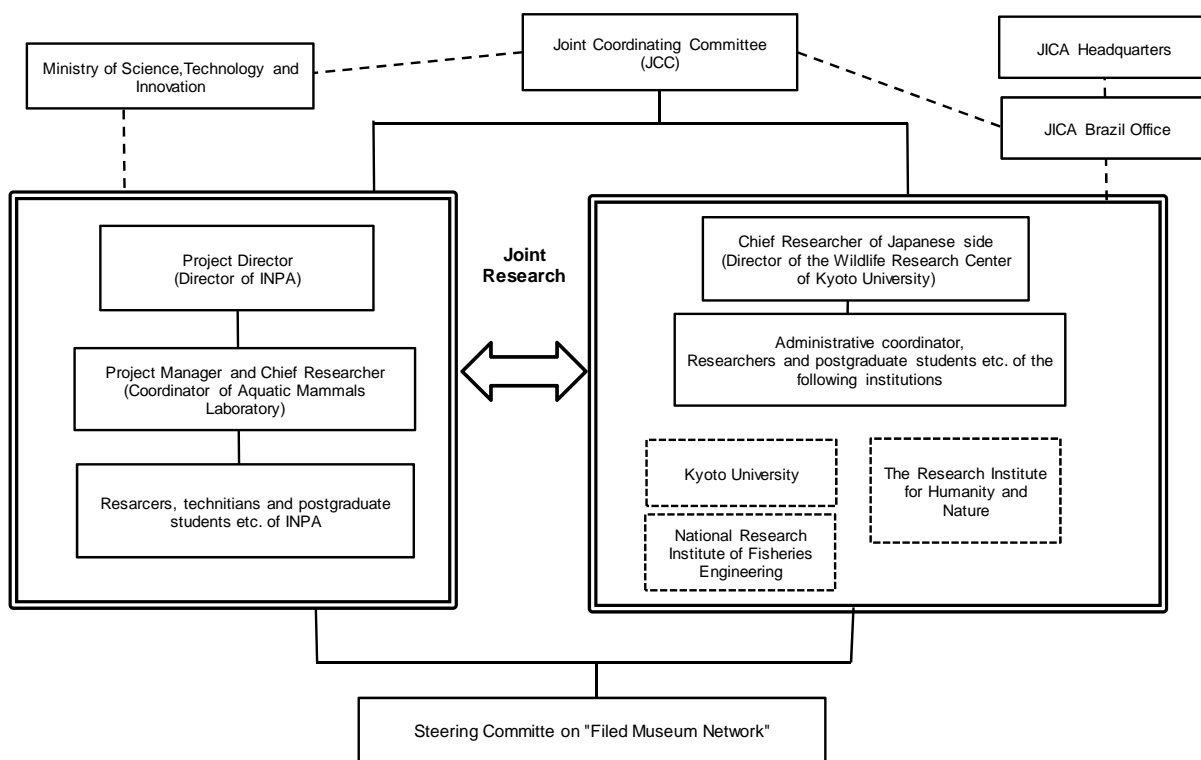 Joint Coordinating Committee
(JCC)
Ministry of Science,Technology and
Innovation
JICA Headquarters
JICA Brazil Office
Project Director
(Director of INPA)
Project Manager and Chief Researcher
(Coordinator of Aquatic Mammals
Laboratory)
Resarcers, technitians and postgraduate
students etc. of INPA
Joint
Research
Chief Researcher of Japanese side
(Director of the Wildlife Research Center
of Kyoto University)
Administrative coordinator,
Researchers and postgraduate students etc. of the
following institutions
Kyoto University
The Research Institute
for Humanity and
Nature
National Research
Institute of Fisheries
Engineering
Steering Committe on "Filed Museum Network"